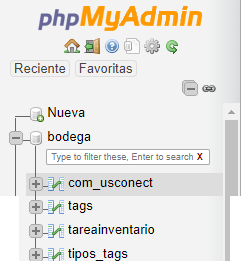 phpMyAdmin
Reciente Favoritas
Nueva
bodega
Type to filter these, Enter to search X
com_usconect
tags
tareainventario
tipos_tags